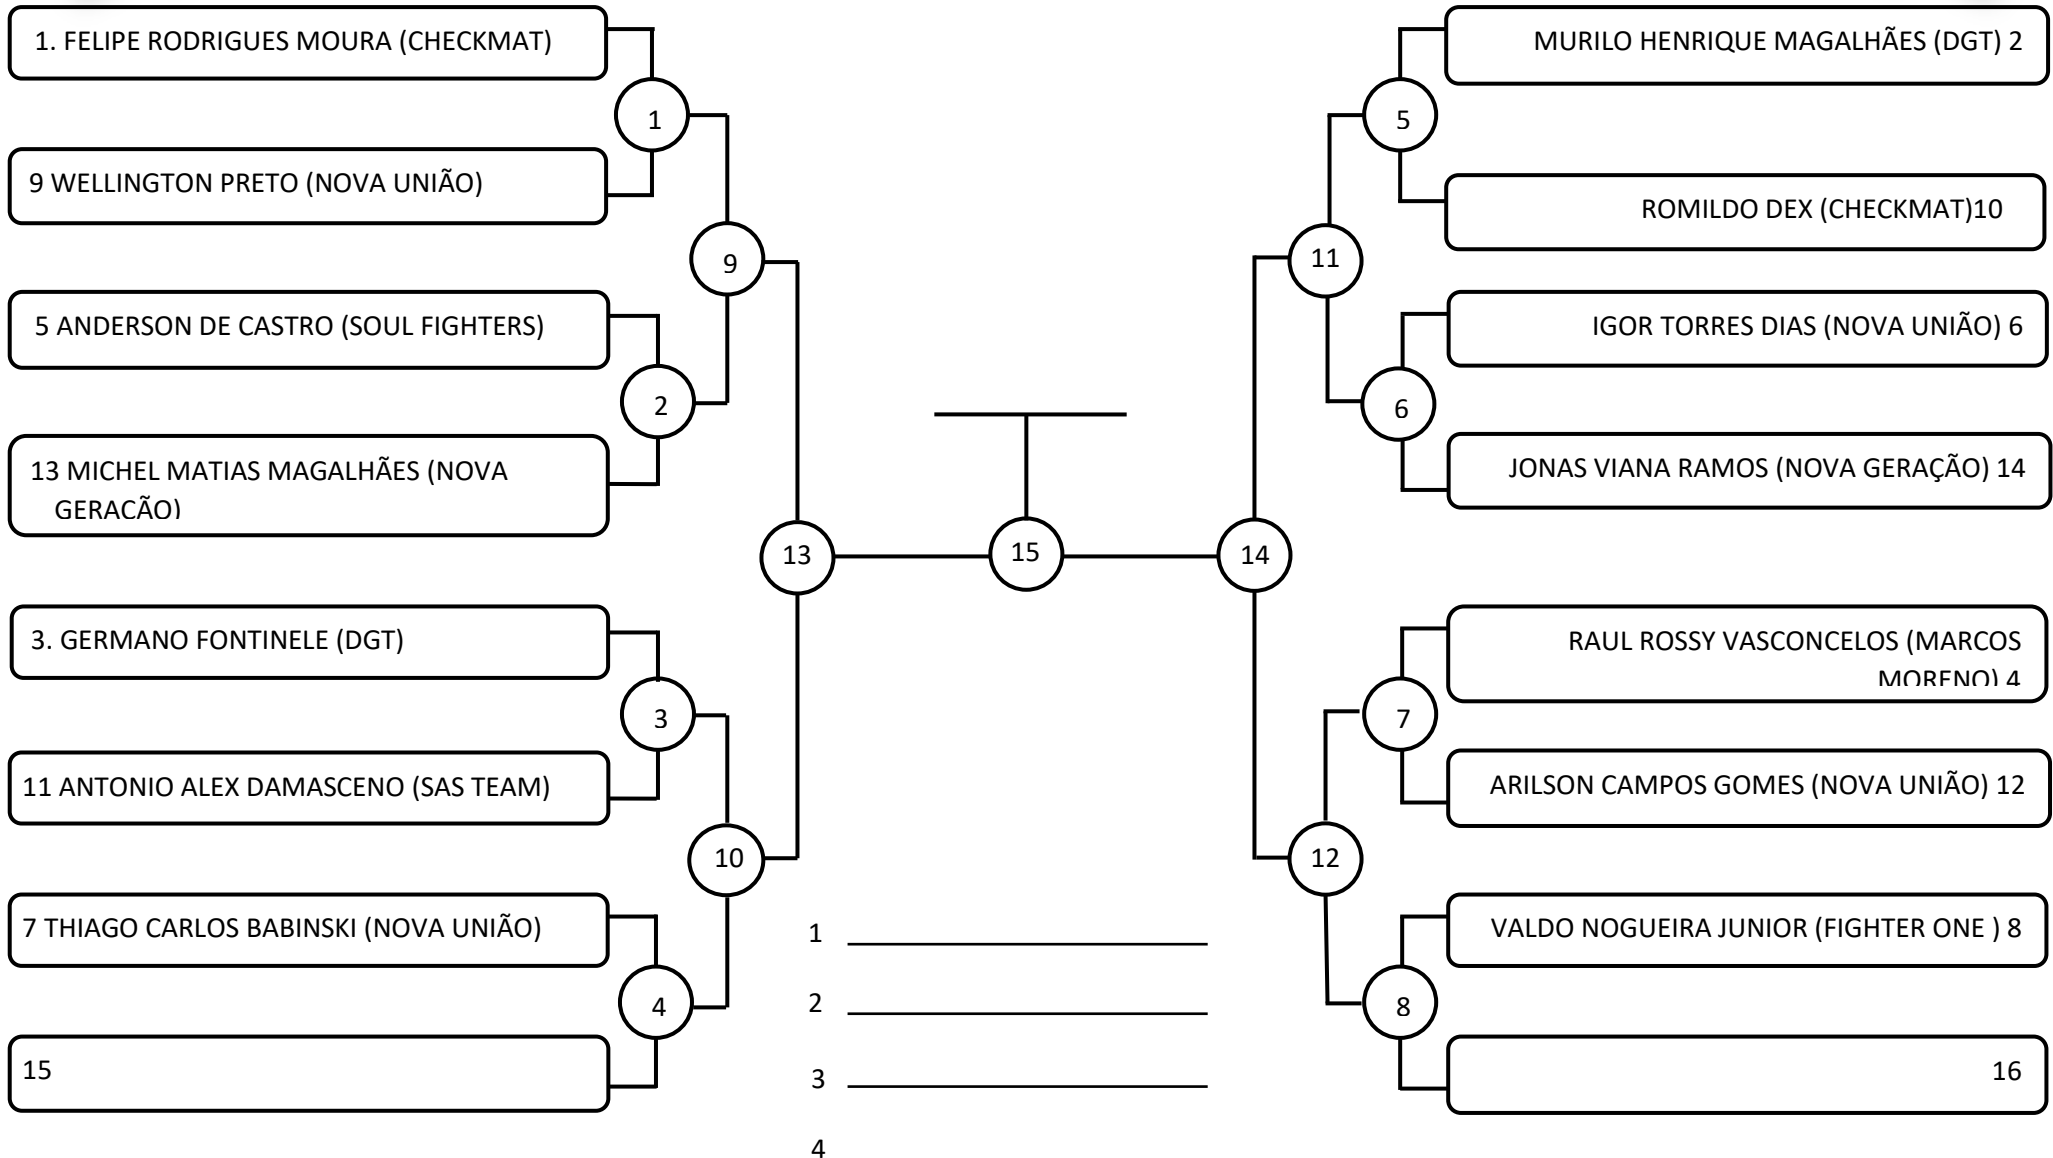 1. FELIPE RODRIGUES MOURA (CHECKMAT)
MURILO HENRIQUE MAGALHÃES (DGT) 2
1
5
9 WELLINGTON PRETO (NOVA UNIÃO)
ROMILDO DEX (CHECKMAT)10
9
11
5 ANDERSON DE CASTRO (SOUL FIGHTERS)
IGOR TORRES DIAS (NOVA UNIÃO) 6
2
6
13 MICHEL MATIAS MAGALHÃES (NOVA
GERAÇÃO)
JONAS VIANA RAMOS (NOVA GERAÇÃO) 14
13
15
14
3. GERMANO FONTINELE (DGT)
RAUL ROSSY VASCONCELOS (MARCOS
MORENO) 4
3
7
11 ANTONIO ALEX DAMASCENO (SAS TEAM)
ARILSON CAMPOS GOMES (NOVA UNIÃO) 12
10
12
7 THIAGO CARLOS BABINSKI (NOVA UNIÃO)
VALDO NOGUEIRA JUNIOR (FIGHTER ONE ) 8
4
8
15
16
1
2
3
4